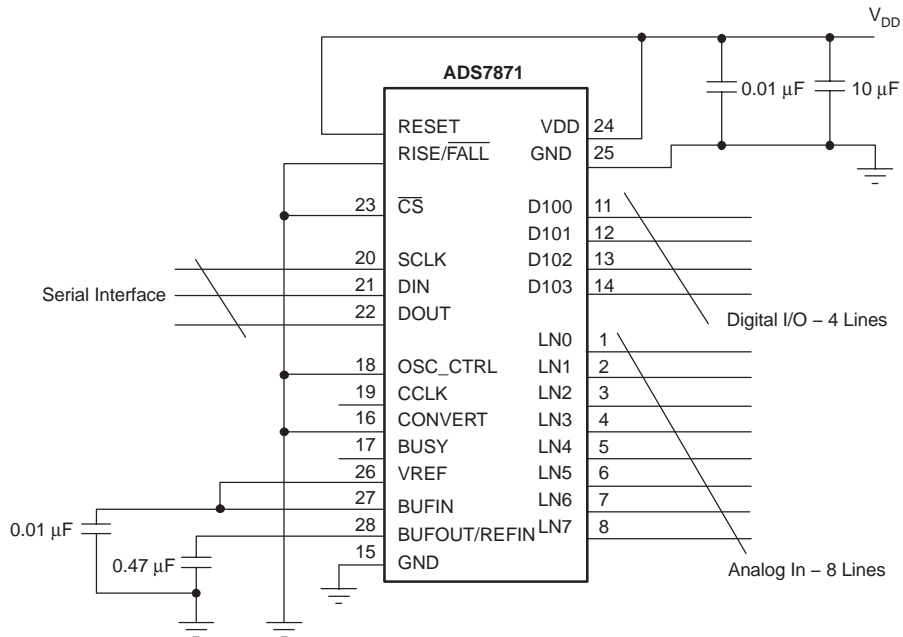 V_DD
0.01 µF
10 µF
ADS7871
RESET
RISE/F̅A̅L̅L̅
23 C̅S̅
20 SCLK
21 DIN
22 DOUT
Serial Interface
18 OSC_CTRL
19 CCLK
16 CONVERT
17 BUSY
26 VREF
27 BUFIN
28 BUFOUT/REFIN
15 GND
0.01 µF
0.47 µF
VDD 24
GND 25
D100 11
D101 12
D102 13
D103 14
Digital I/O – 4 Lines
LN0 1
LN1 2
LN2 3
LN3 4
LN4 5
LN5 6
LN6 7
LN7 8
Analog In – 8 Lines